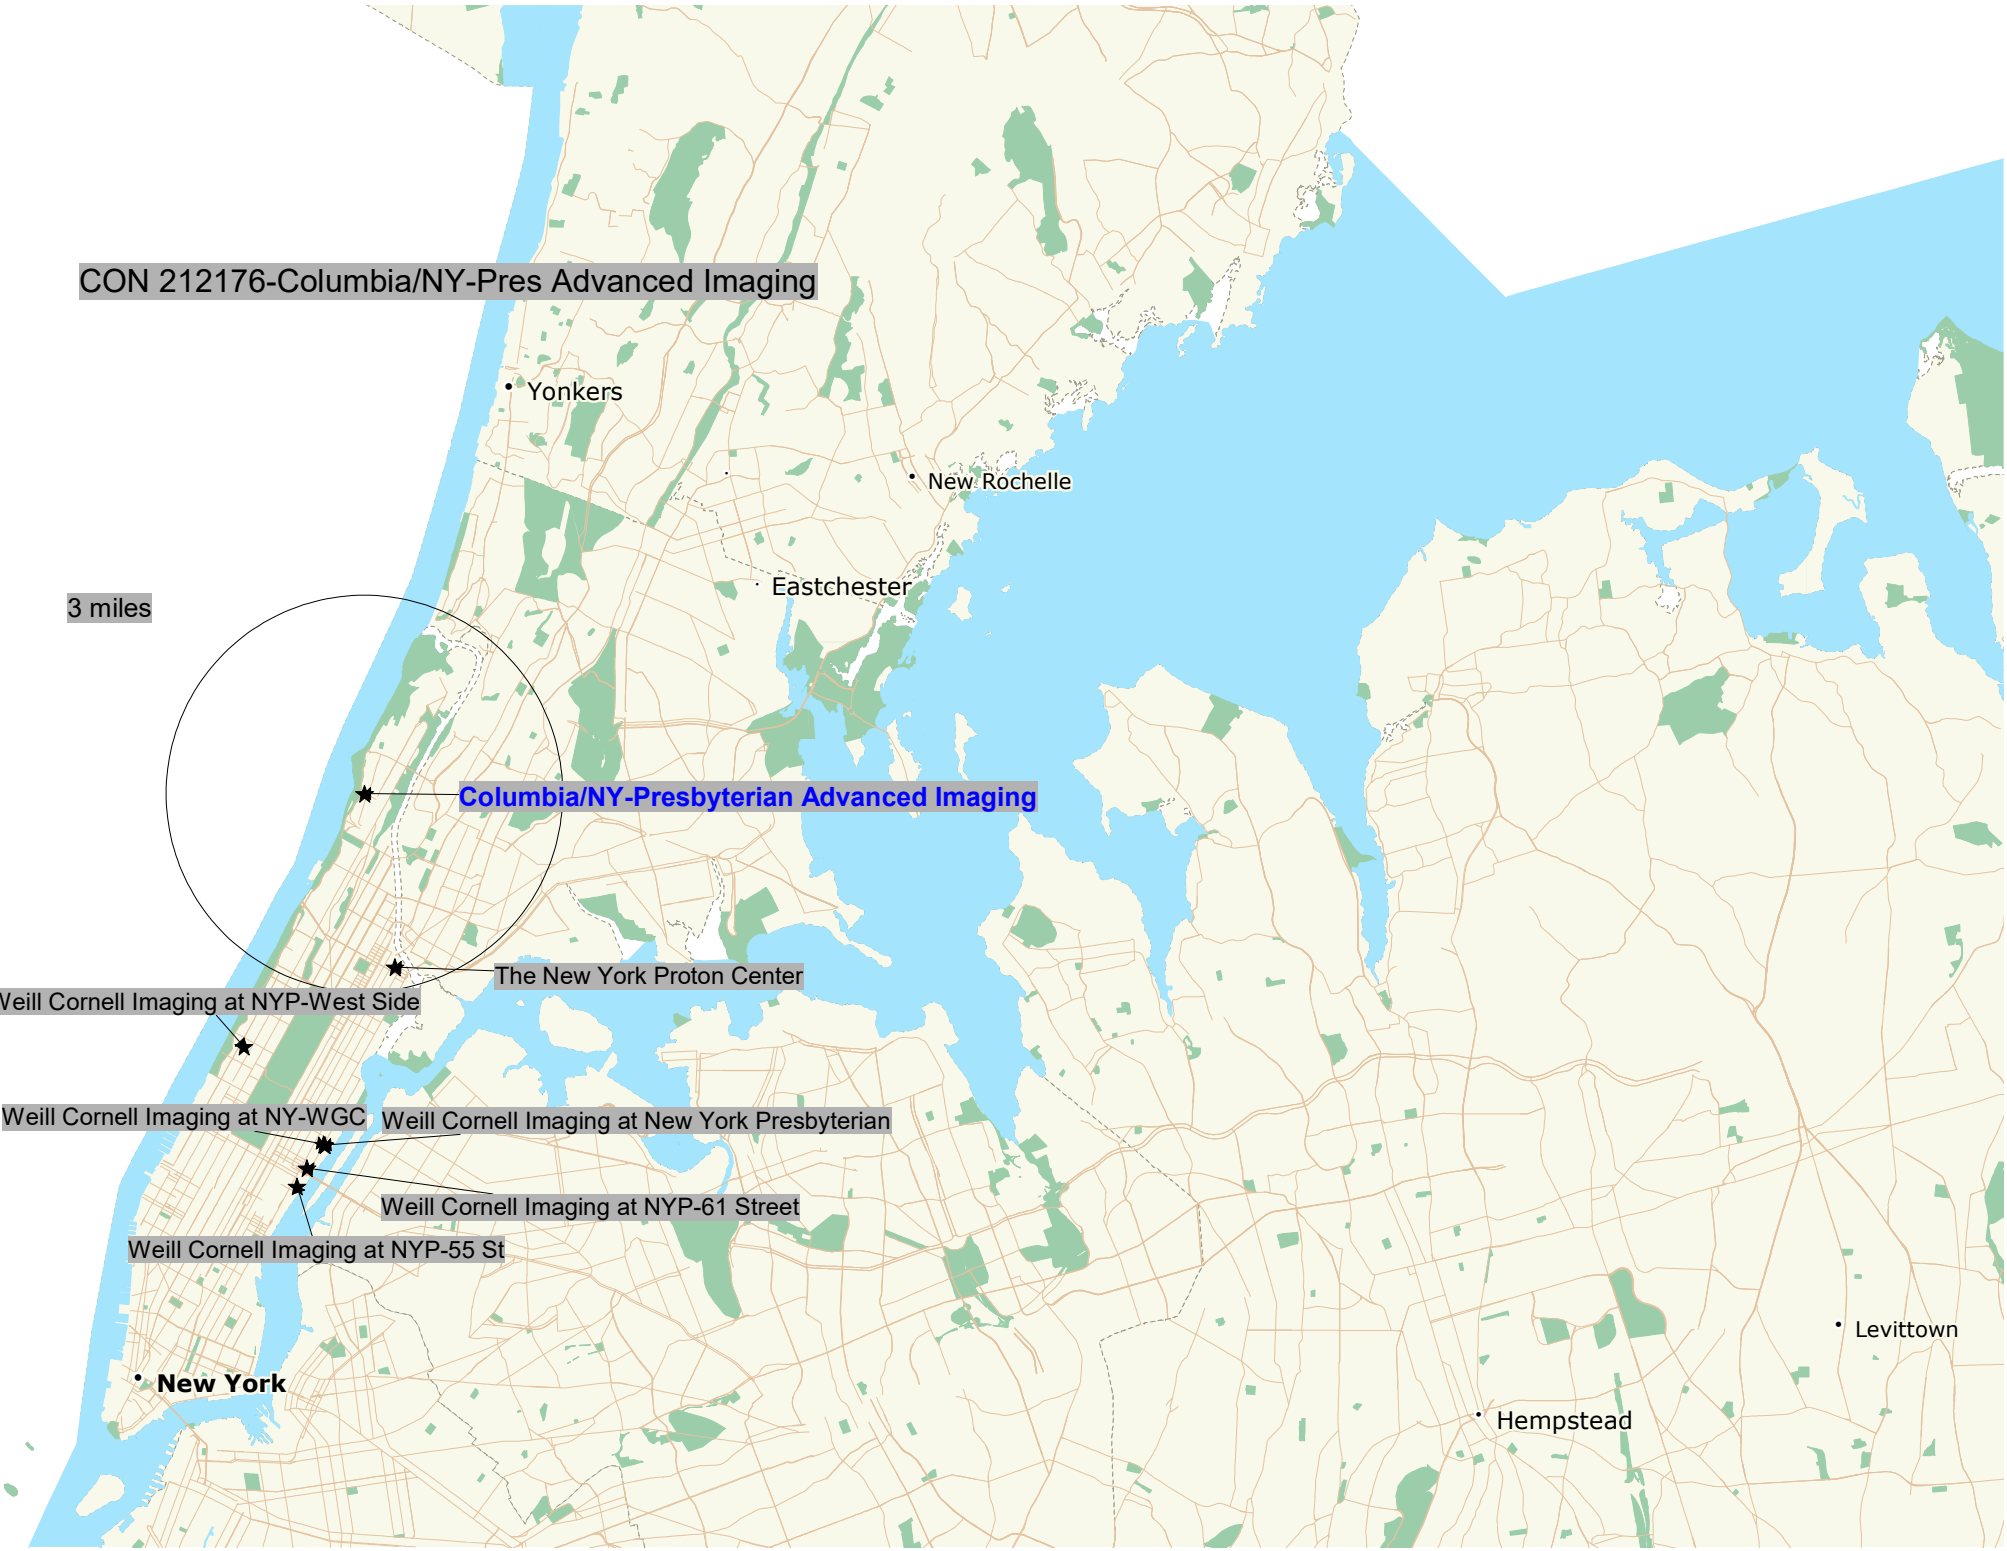 CON 212176-Columbia/NY-Pres Advanced Imaging
Yonkers
New Rochelle
Eastchester
3 miles
Columbia/NY-Presbyterian Advanced Imaging
The New York Proton Center
Weill Cornell Imaging at NYP-West Side
Weill Cornell Imaging at NY-WGC
Weill Cornell Imaging at New York Presbyterian
Weill Cornell Imaging at NYP-61 Street
Weill Cornell Imaging at NYP-55 St
Levittown
New York
Hempstead